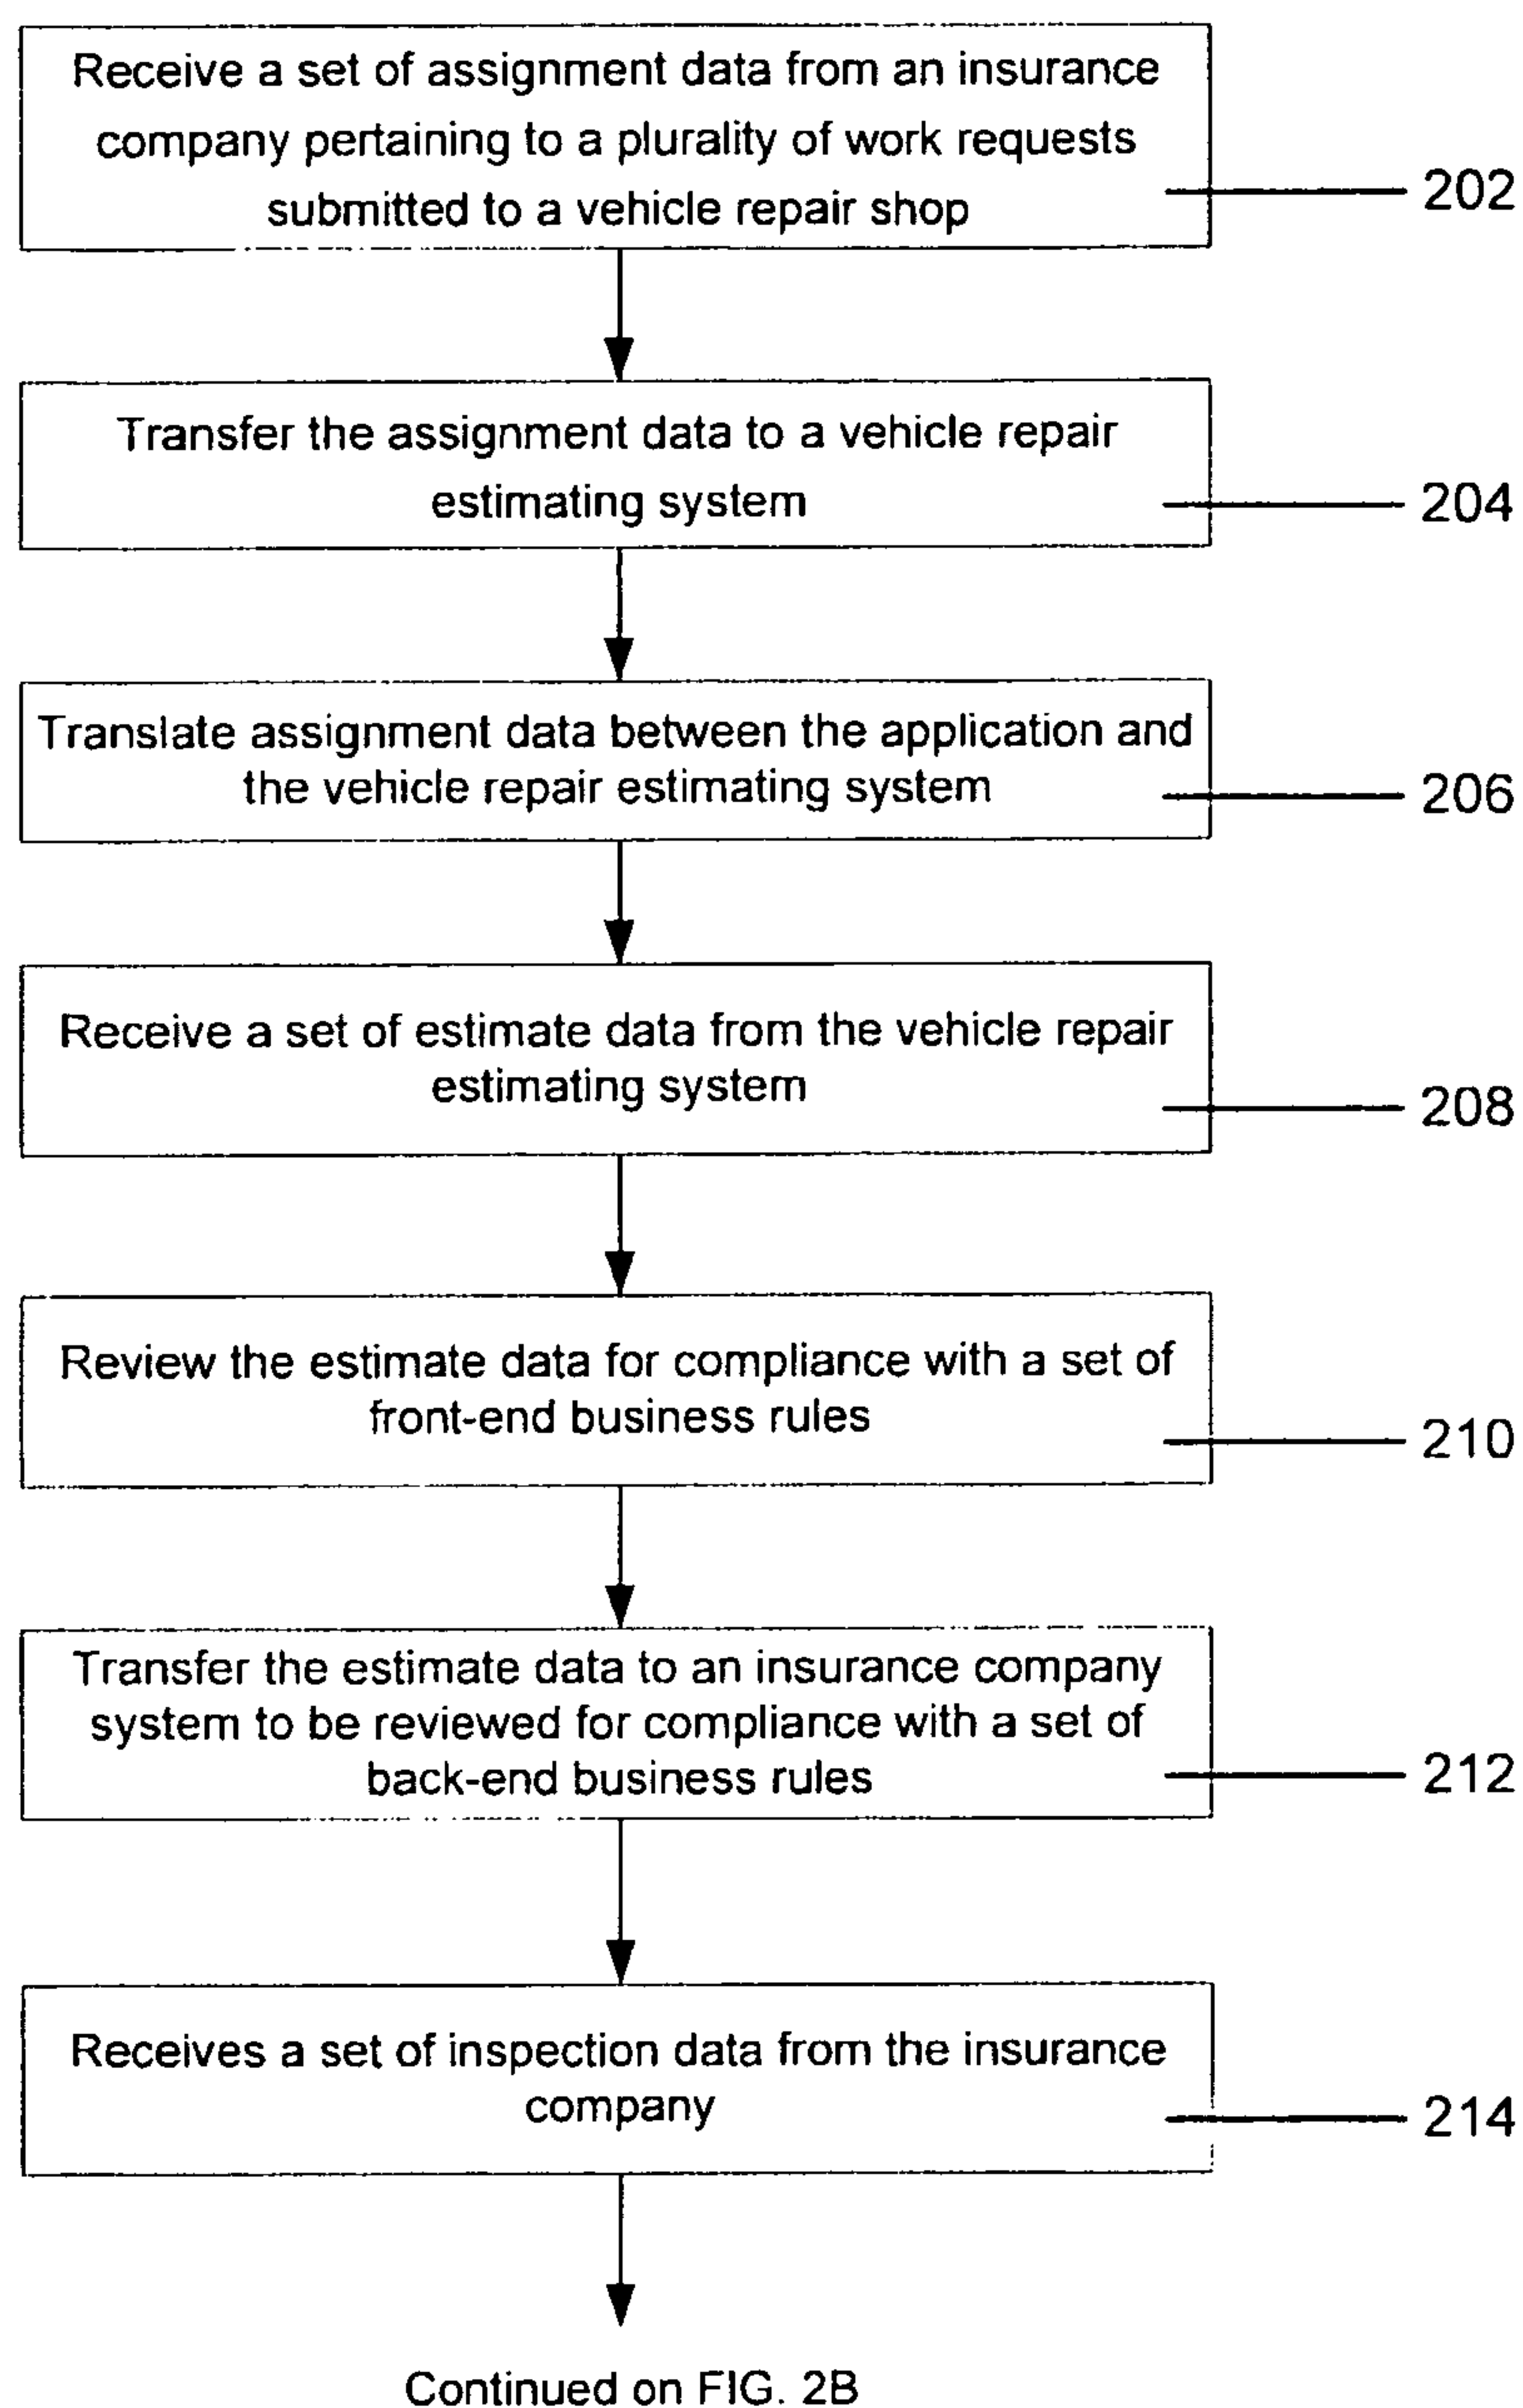 Receive a set of assignment data from an insurance
company pertaining to a plurality of work requests
submitted to a vehicle repair shop
202
Transfer the assignment data to a vehicle repair
estimating system
204
Translate assignment data between the application and
the vehicle repair estimating system
206
Receive a set of estimate data from the vehicle repair
estimating system
208
Review the estimate data for compliance with a set of
front-end business rules
210
Transfer the estimate data to an insurance company
system to be reviewed for compliance with a set of
back-end business rules
212
Receives a set of inspection data from the insurance
company
214
Continued on FIG. 2B